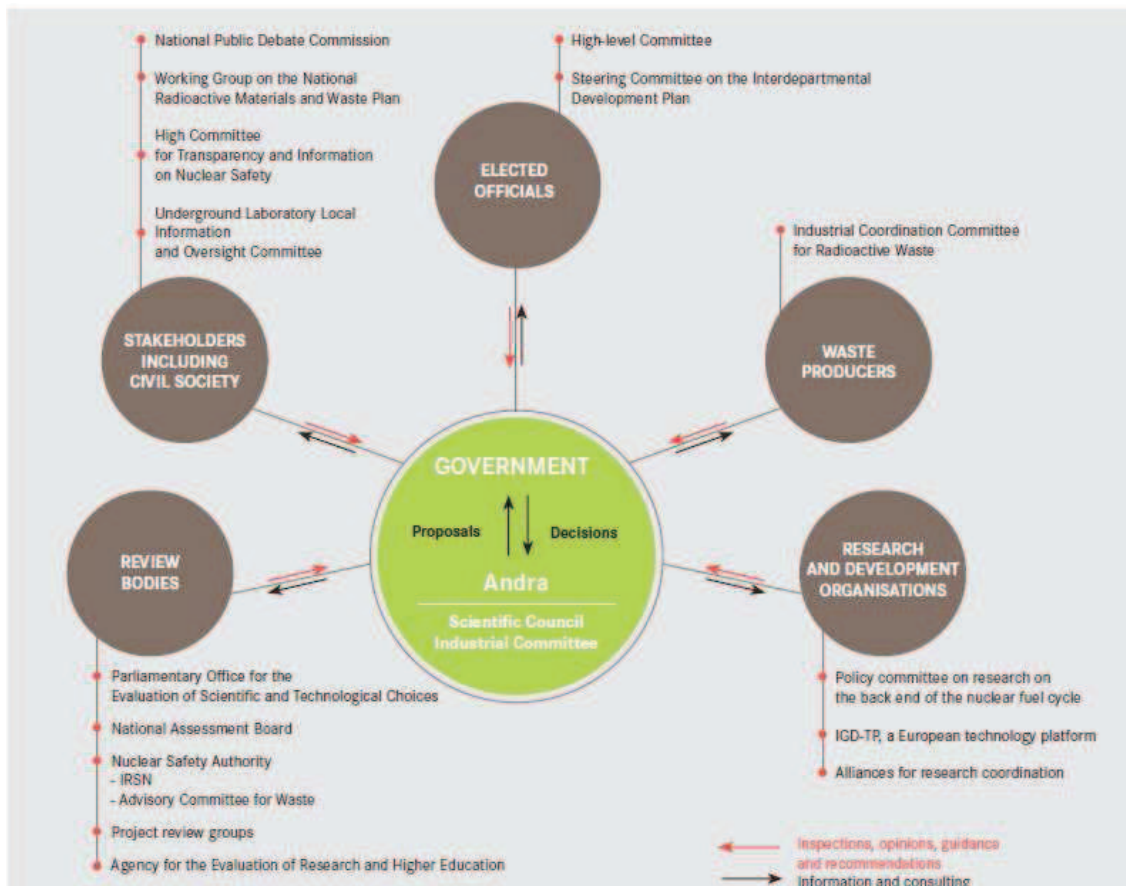 National Public Debate Commission
Working Group on the National
Radioactive Materials and Waste Plan
High Committee
for Transparency and Information
on Nuclear Safety
Underground Laboratory Local
Information
and Oversight Committee
High-level Committee
Steering Committee on the Interdepartmental
Development Plan
ELECTED
OFFICIALS
Industrial Coordination Committee
for Radioactive Waste
STAKEHOLDERS
INCLUDING
CIVIL SOCIETY
WASTE
PRODUCERS
GOVERNMENT
Proposals
Decisions
Andra
Scientific Council
Industrial Committee
REVIEW
BODIES
RESEARCH
AND DEVELOPMENT
ORGANISATIONS
Parliamentary Office for the
Evaluation of Scientific and Technological Choices
National Assessment Board
Nuclear Safety Authority
- IRSN
- Advisory Committee for Waste
Project review groups
Agency for the Evaluation of Research and Higher Education
Policy committee on research on
the back end of the nuclear fuel cycle
IGD-TP, a European technology platform
Alliances for research coordination
Inspections, opinions, guidance
and recommendations
Information and consulting